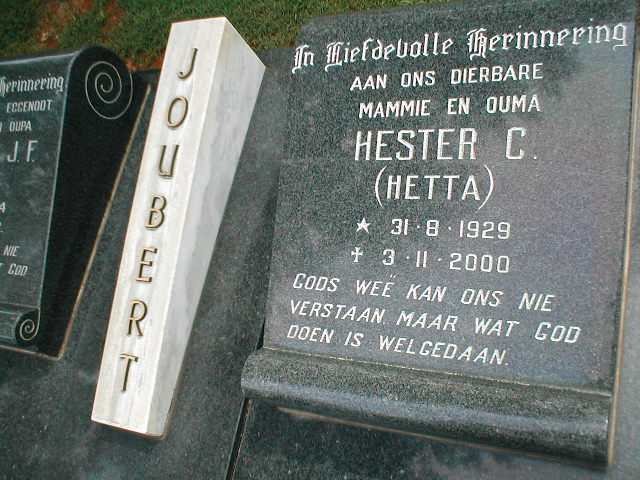 Herinnering
EGGENOOT
OUPA
J.F.
NIE
GOD
JOUBERT
In Liefdevolle Herinnering
AAN ONS DIERBARE
MAMMIE EN OUMA
HESTER C.
(HETTA)
★ 31·8·1929
✝ 3·11·2000
GODS WEË KAN ONS NIE
VERSTAAN, MAAR WAT GOD
DOEN IS WELGEDAAN.